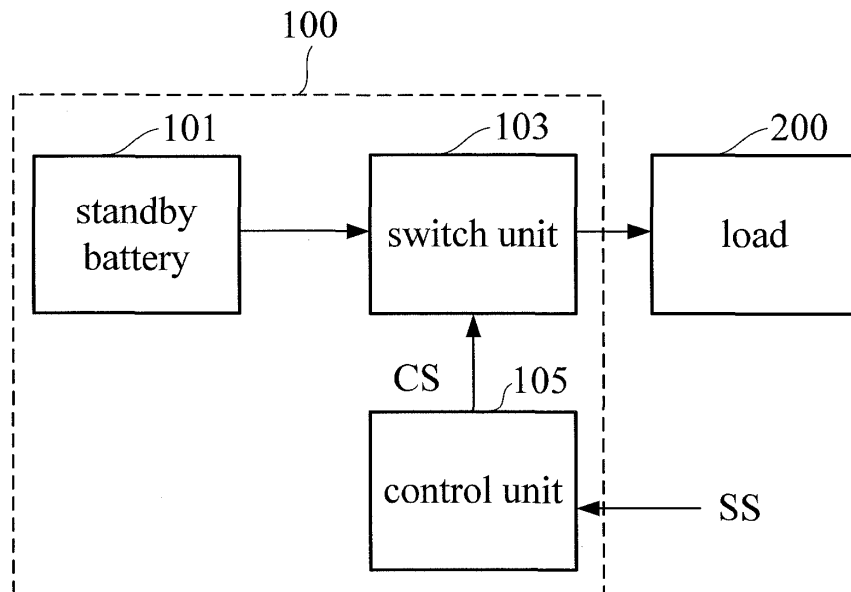 100
101
103
200
standby
battery
switch unit
load
CS
105
control unit
SS